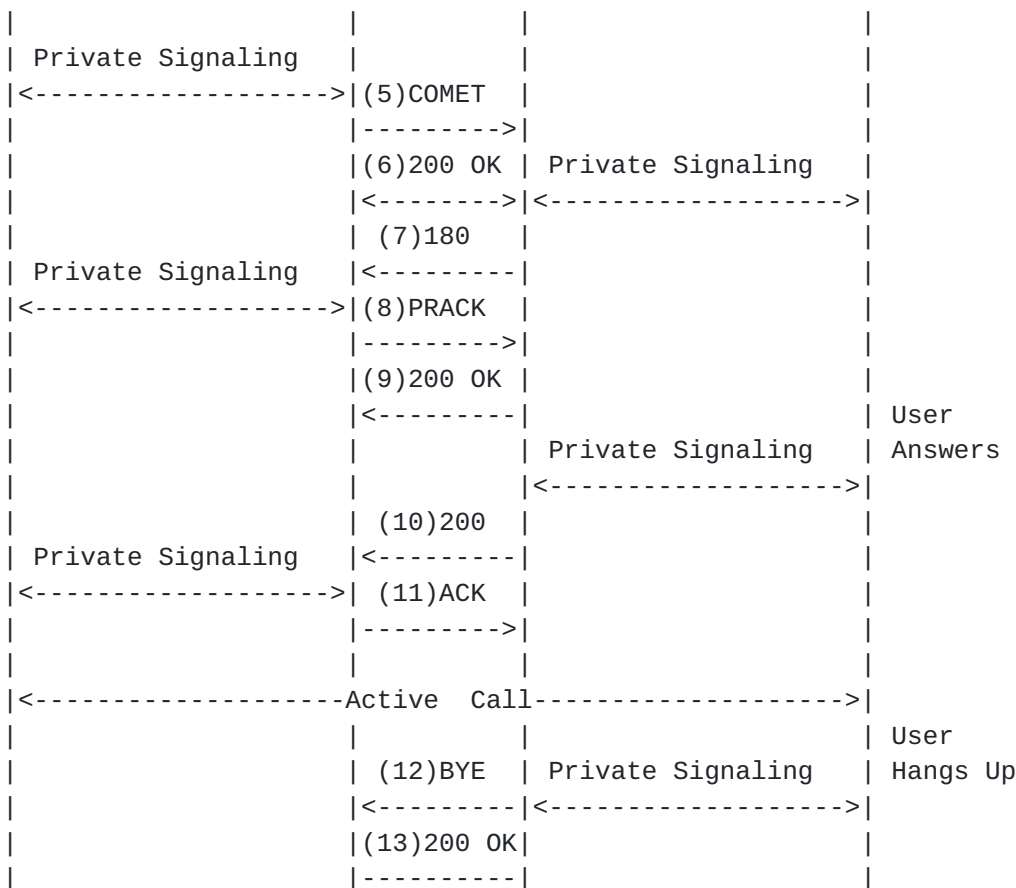 |                     |          |                     |
| Private Signaling   |          |                     |
|<------------------->|(5)COMET  |                     |
|                     |--------->|                     |
|                     |(6)200 OK | Private Signaling   |
|                     |<-------->|<------------------->|
|                     | (7)180   |                     |
| Private Signaling   |<---------|                     |
|<------------------->|(8)PRACK  |                     |
|                     |--------->|                     |
|                     |(9)200 OK |                     |
|                     |<---------|                     | User
|                     |          | Private Signaling   | Answers
|                     |          |<------------------->|
|                     | (10)200  |                     |
| Private Signaling   |<---------|                     |
|<------------------->| (11)ACK  |                     |
|                     |--------->|                     |
|                     |          |                     |
|<--------------------Active  Call-------------------->|
|                     |          |                     | User
|                     | (12)BYE  | Private Signaling   | Hangs Up
|                     |<---------|<------------------->|
|                     |(13)200 OK|                     |
|                     |----------|                     |